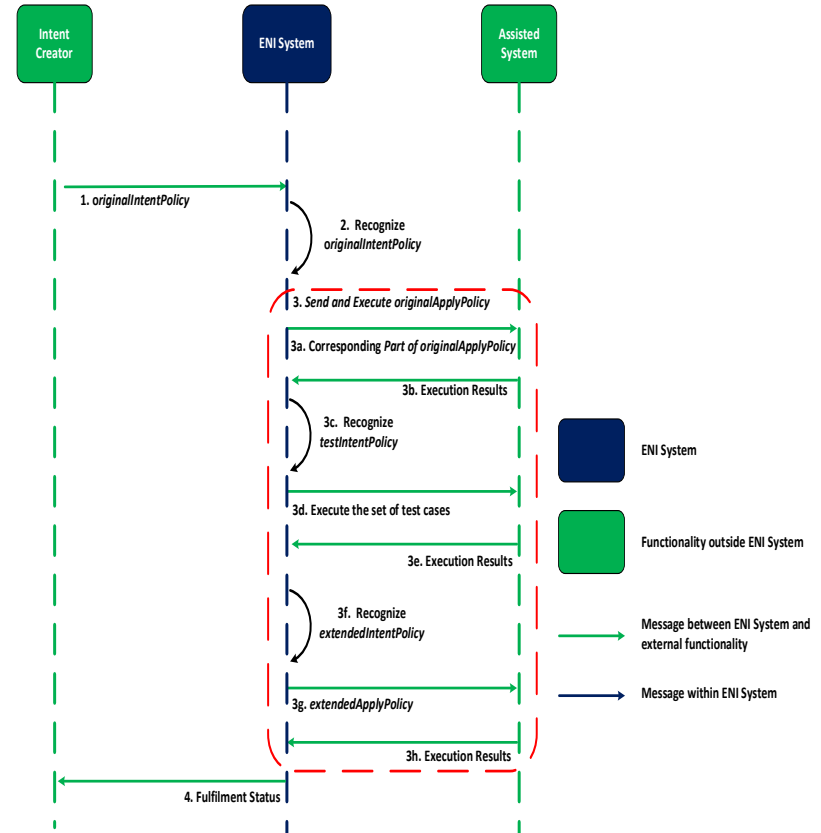 Intent
Creator
ENI System
Assisted
System
1. originalIntentPolicy
2. Recognize
originalIntentPolicy
3. Send and Execute originalApplyPolicy
3a. Corresponding Part of originalApplyPolicy
3b. Execution Results
3c. Recognize
testIntentPolicy
3d. Execute the set of test cases
3e. Execution Results
3f. Recognize
extendedIntentPolicy
3g. extendedApplyPolicy
3h. Execution Results
4. Fulfilment Status
ENI System
Functionality outside ENI System
Message between ENI System and
external functionality
Message within ENI System